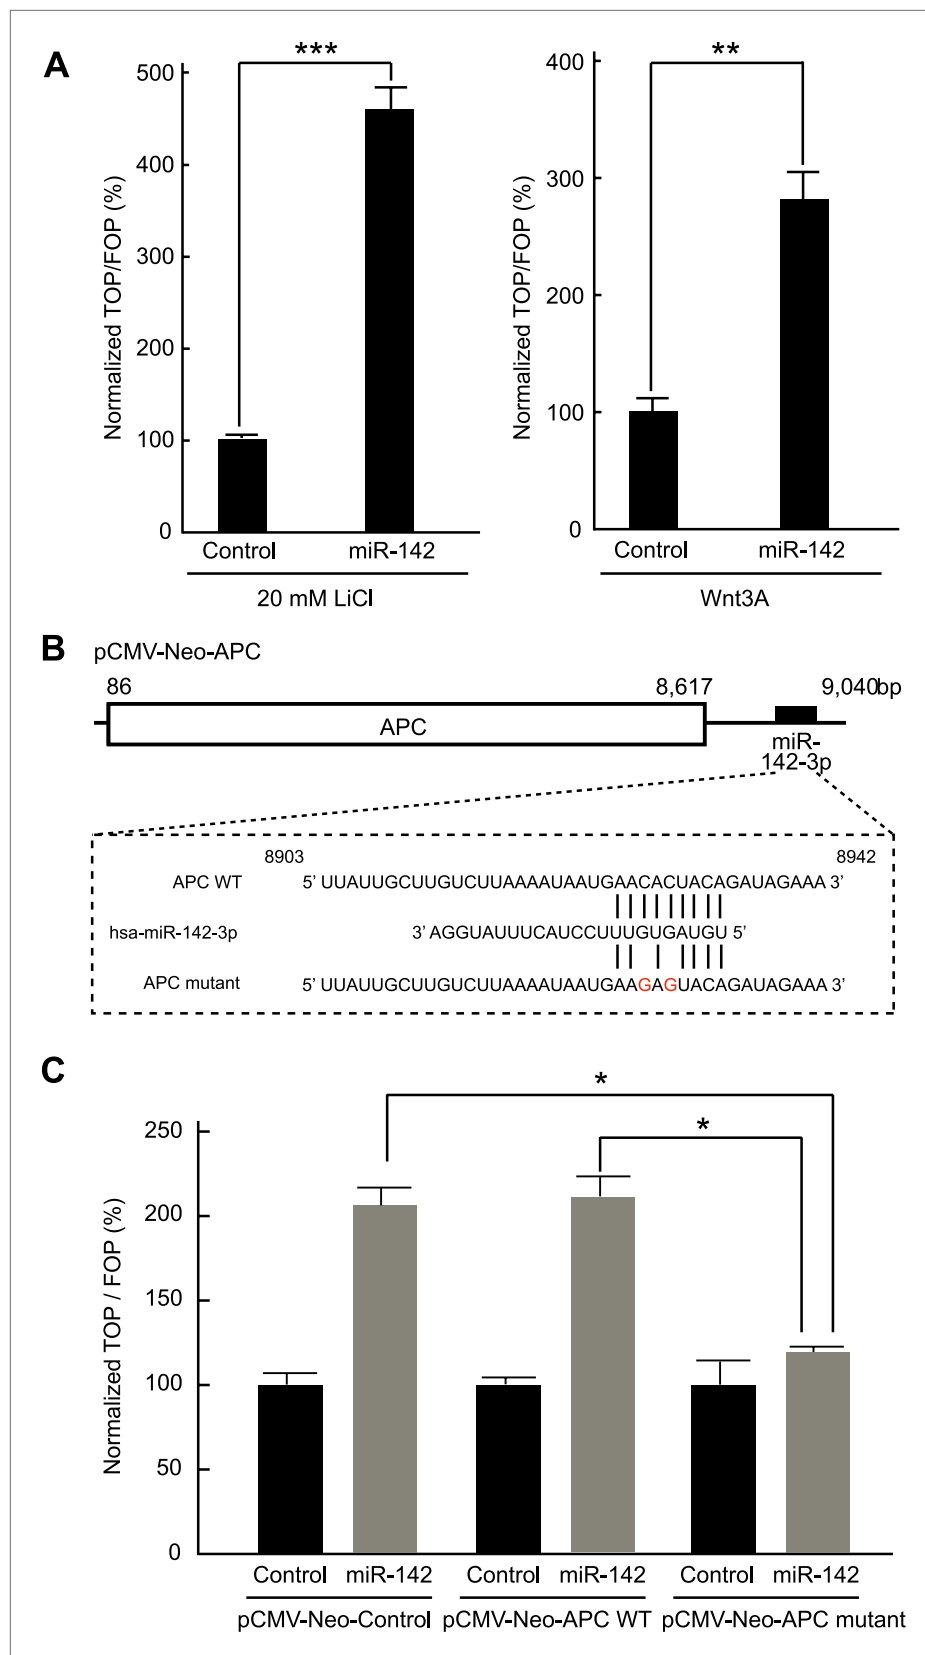 A
***
**
Normalized TOP/FOP (%)
500
400
300
200
100
0
Control miR-142
20 mM LiCl
Normalized TOP/FOP (%)
400
300
200
100
0
Control miR-142
Wnt3A
B
pCMV-Neo-APC
86 8,617 9,040bp
APC
miR-
142-3p
8903 8942
APC WT 5' UUAUUGCUUGUCUUAAAAUAAUGAACACUACAGAUAGAAA 3'
hsa-miR-142-3p 3' AGGUAUUUCAUCCUUUGUGAUGU 5'
APC mutant 5' UUAUUGCUUGUCUUAAAAUAAUGAAGAGUACAGAUAGAAA 3'
C
*
*
Normalized TOP / FOP (%)
250
200
150
100
50
0
Control miR-142 Control miR-142 Control miR-142
pCMV-Neo-Control pCMV-Neo-APC WT pCMV-Neo-APC mutant